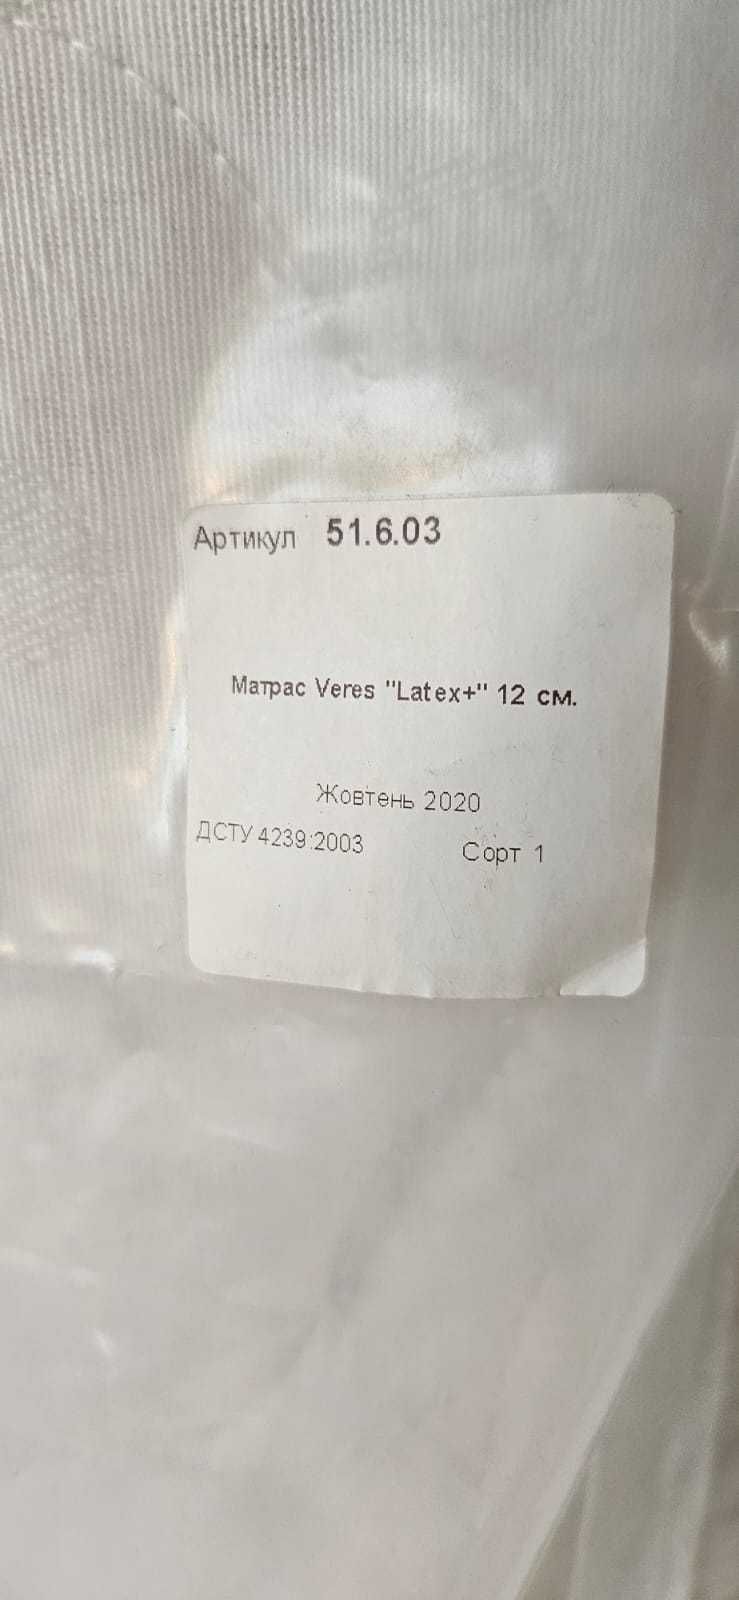 Артикул 51.6.03
Матрас Veres "Latex+" 12 см.
Жовтень 2020
ДСТУ 4239:2003 Сорт 1